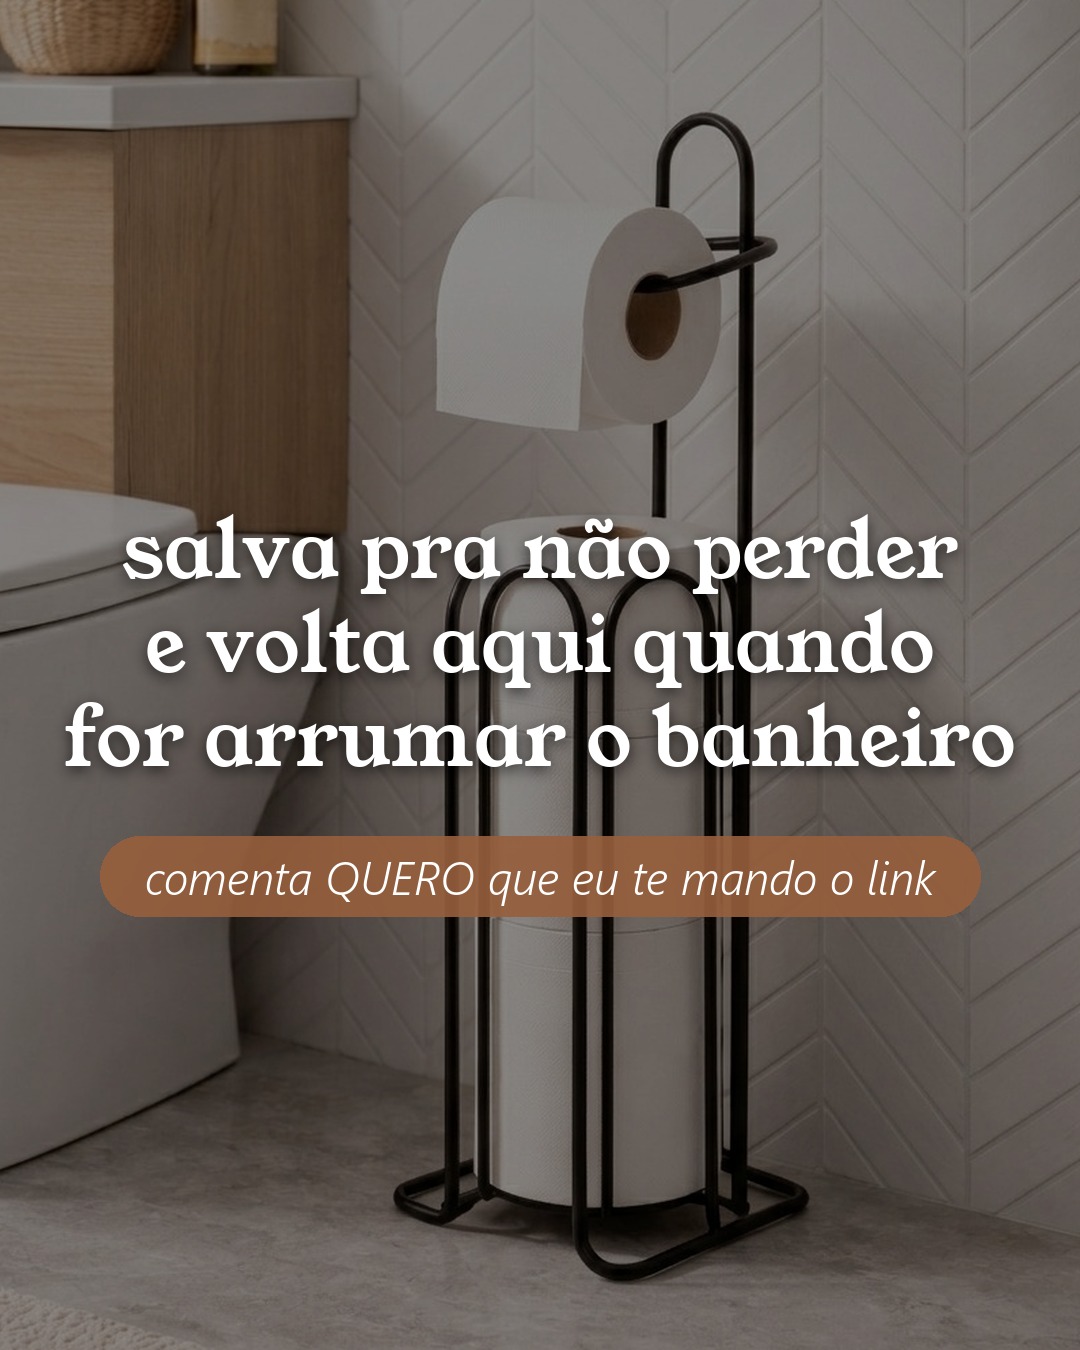 salva pra não perder
e volta aqui quando
for arrumar o banheiro
comenta QUERO que eu te mando o link